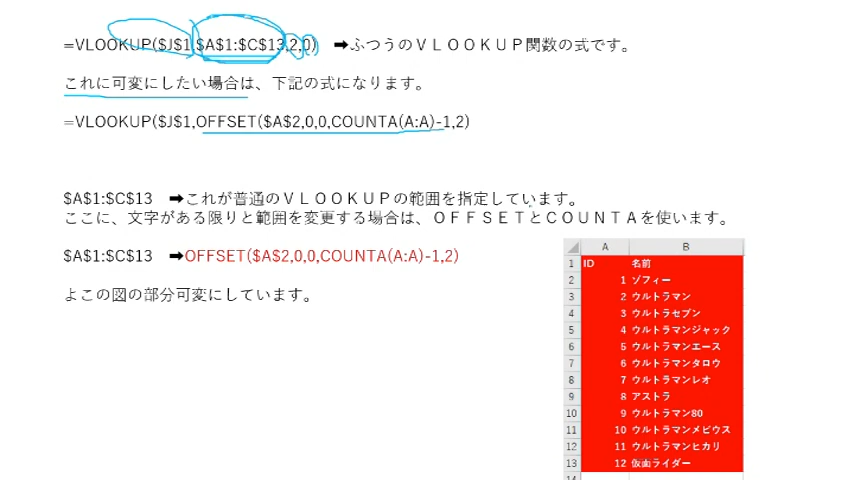 =VLOOKUP($J$1,$A$1:$C$13,2,0) ➡ふつうのＶＬＯＯＫＵＰ関数の式です。
これに可変にしたい場合は、下記の式になります。
=VLOOKUP($J$1,OFFSET($A$2,0,0,COUNTA(A:A)-1,2)
$A$1:$C$13 ➡これが普通のＶＬＯＯＫＵＰの範囲を指定しています。
ここに、文字がある限りと範囲を変更する場合は、ＯＦＦＳＥＴとＣＯＵＮＴＡを使います。
$A$1:$C$13 ➡OFFSET($A$2,0,0,COUNTA(A:A)-1,2)
よこの図の部分可変にしています。
A B
1 ID 名前
2 1 ゾフィー
3 2 ウルトラマン
4 3 ウルトラセブン
5 4 ウルトラマンジャック
6 5 ウルトラマンエース
7 6 ウルトラマンタロウ
8 7 ウルトラマンレオ
9 8 アストラ
10 9 ウルトラマン80
11 10 ウルトラマンメビウス
12 11 ウルトラマンヒカリ
13 12 仮面ライダー
14